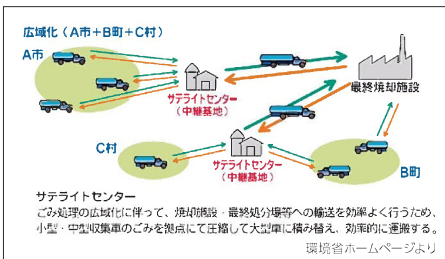 広域化(A市+B町+C村)
A市
サテライトセンター
(中継基地)
最終焼却施設
C村
サテライトセンター
(中継基地)
B町
サテライトセンター
ごみ処理の広域化に伴って、焼却施設・最終処分場等への輸送を効率よく行うため、
小型・中型収集車のごみを拠点にて圧縮して大型車に積み替え、効率的に運搬する。
環境省ホームページより